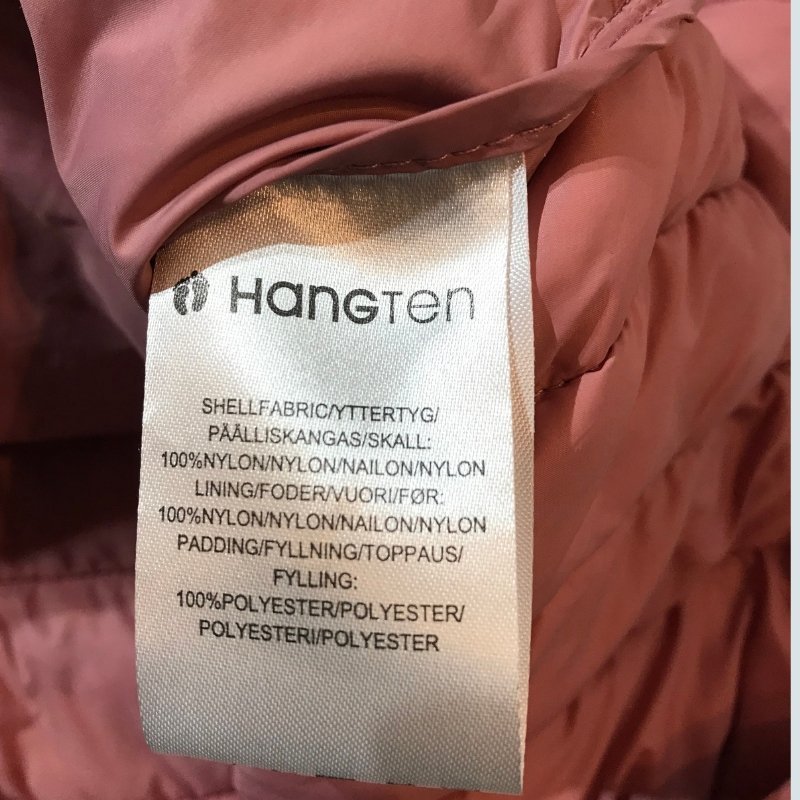 HangTen
SHELLFABRIC/YTTERTYG/
PÄÄLLISKANGAS/SKALL:
100%NYLON/NYLON/NAILON/NYLON
LINING/FODER/VUORI/FØR:
100%NYLON/NYLON/NAILON/NYLON
PADDING/FYLLNING/TOPPAUS/
FYLLING:
100%POLYESTER/POLYESTER/
POLYESTERI/POLYESTER